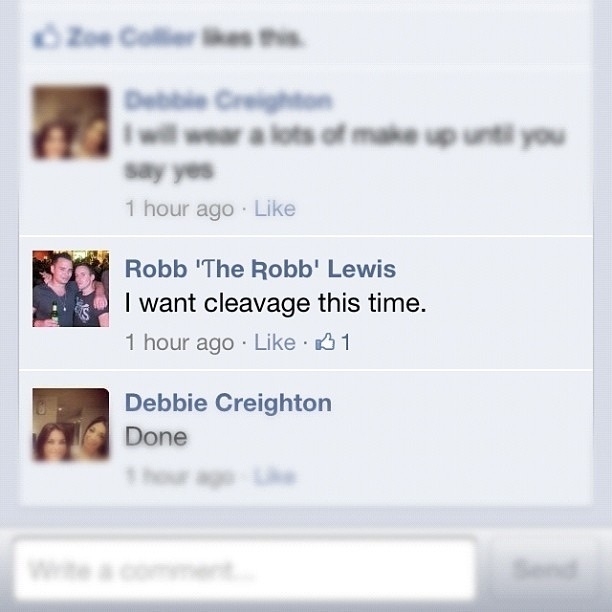 Zoe Collier likes this.
Debbie Creighton
I will wear a lots of make up until you
say yes
1 hour ago · Like
Robb 'The Robb' Lewis
I want cleavage this time.
1 hour ago · Like · 1
Debbie Creighton
Done
1 hour ago · Like
Write a comment...
Send